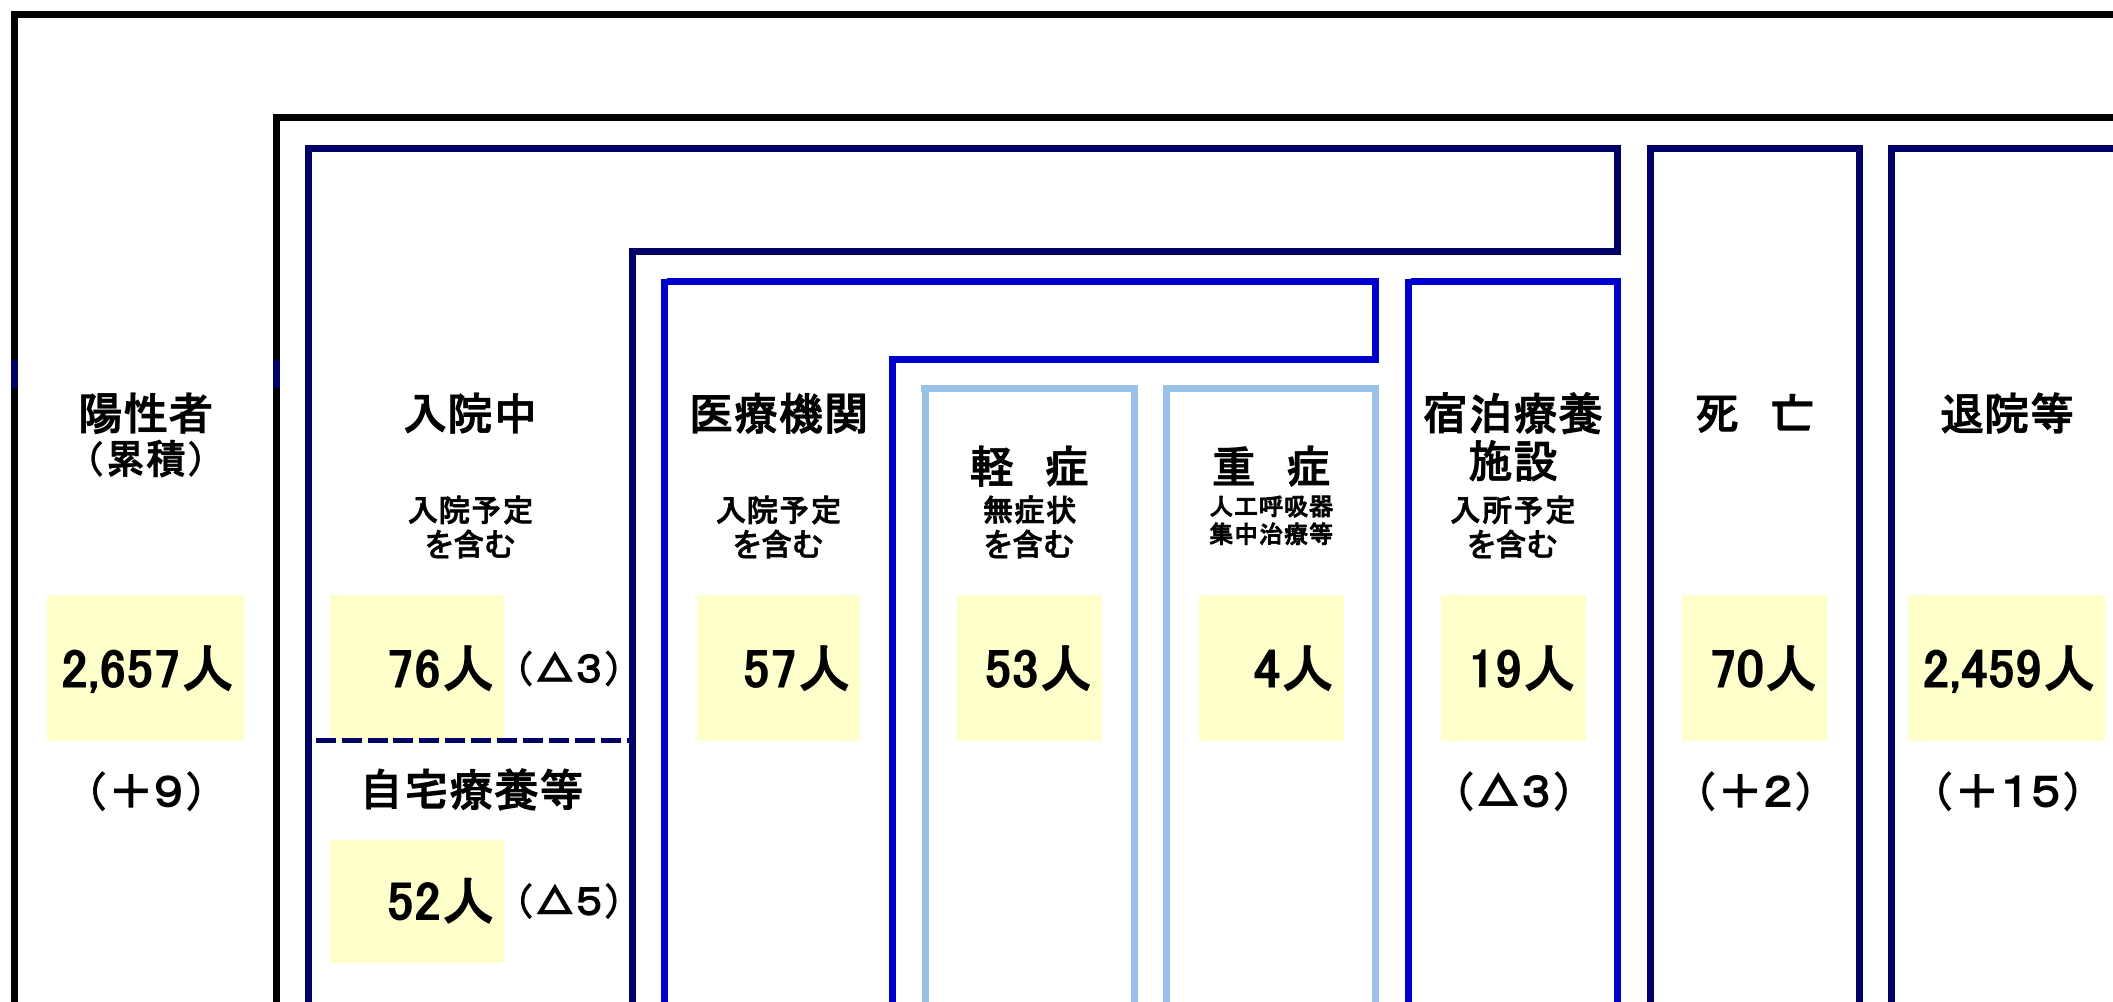 陽性者
（累積）
2,657人
（＋９）
入院中
入院予定
を含む
76人 （△３）
自宅療養等
52人 （△５）
医療機関
入院予定
を含む
57人
軽　症
無症状
を含む
53人
重　症
人工呼吸器
集中治療等
4人
宿泊療養
施設
入所予定
を含む
19人
（△３）
死　亡
70人
（＋２）
退院等
2,459人
（＋１５）